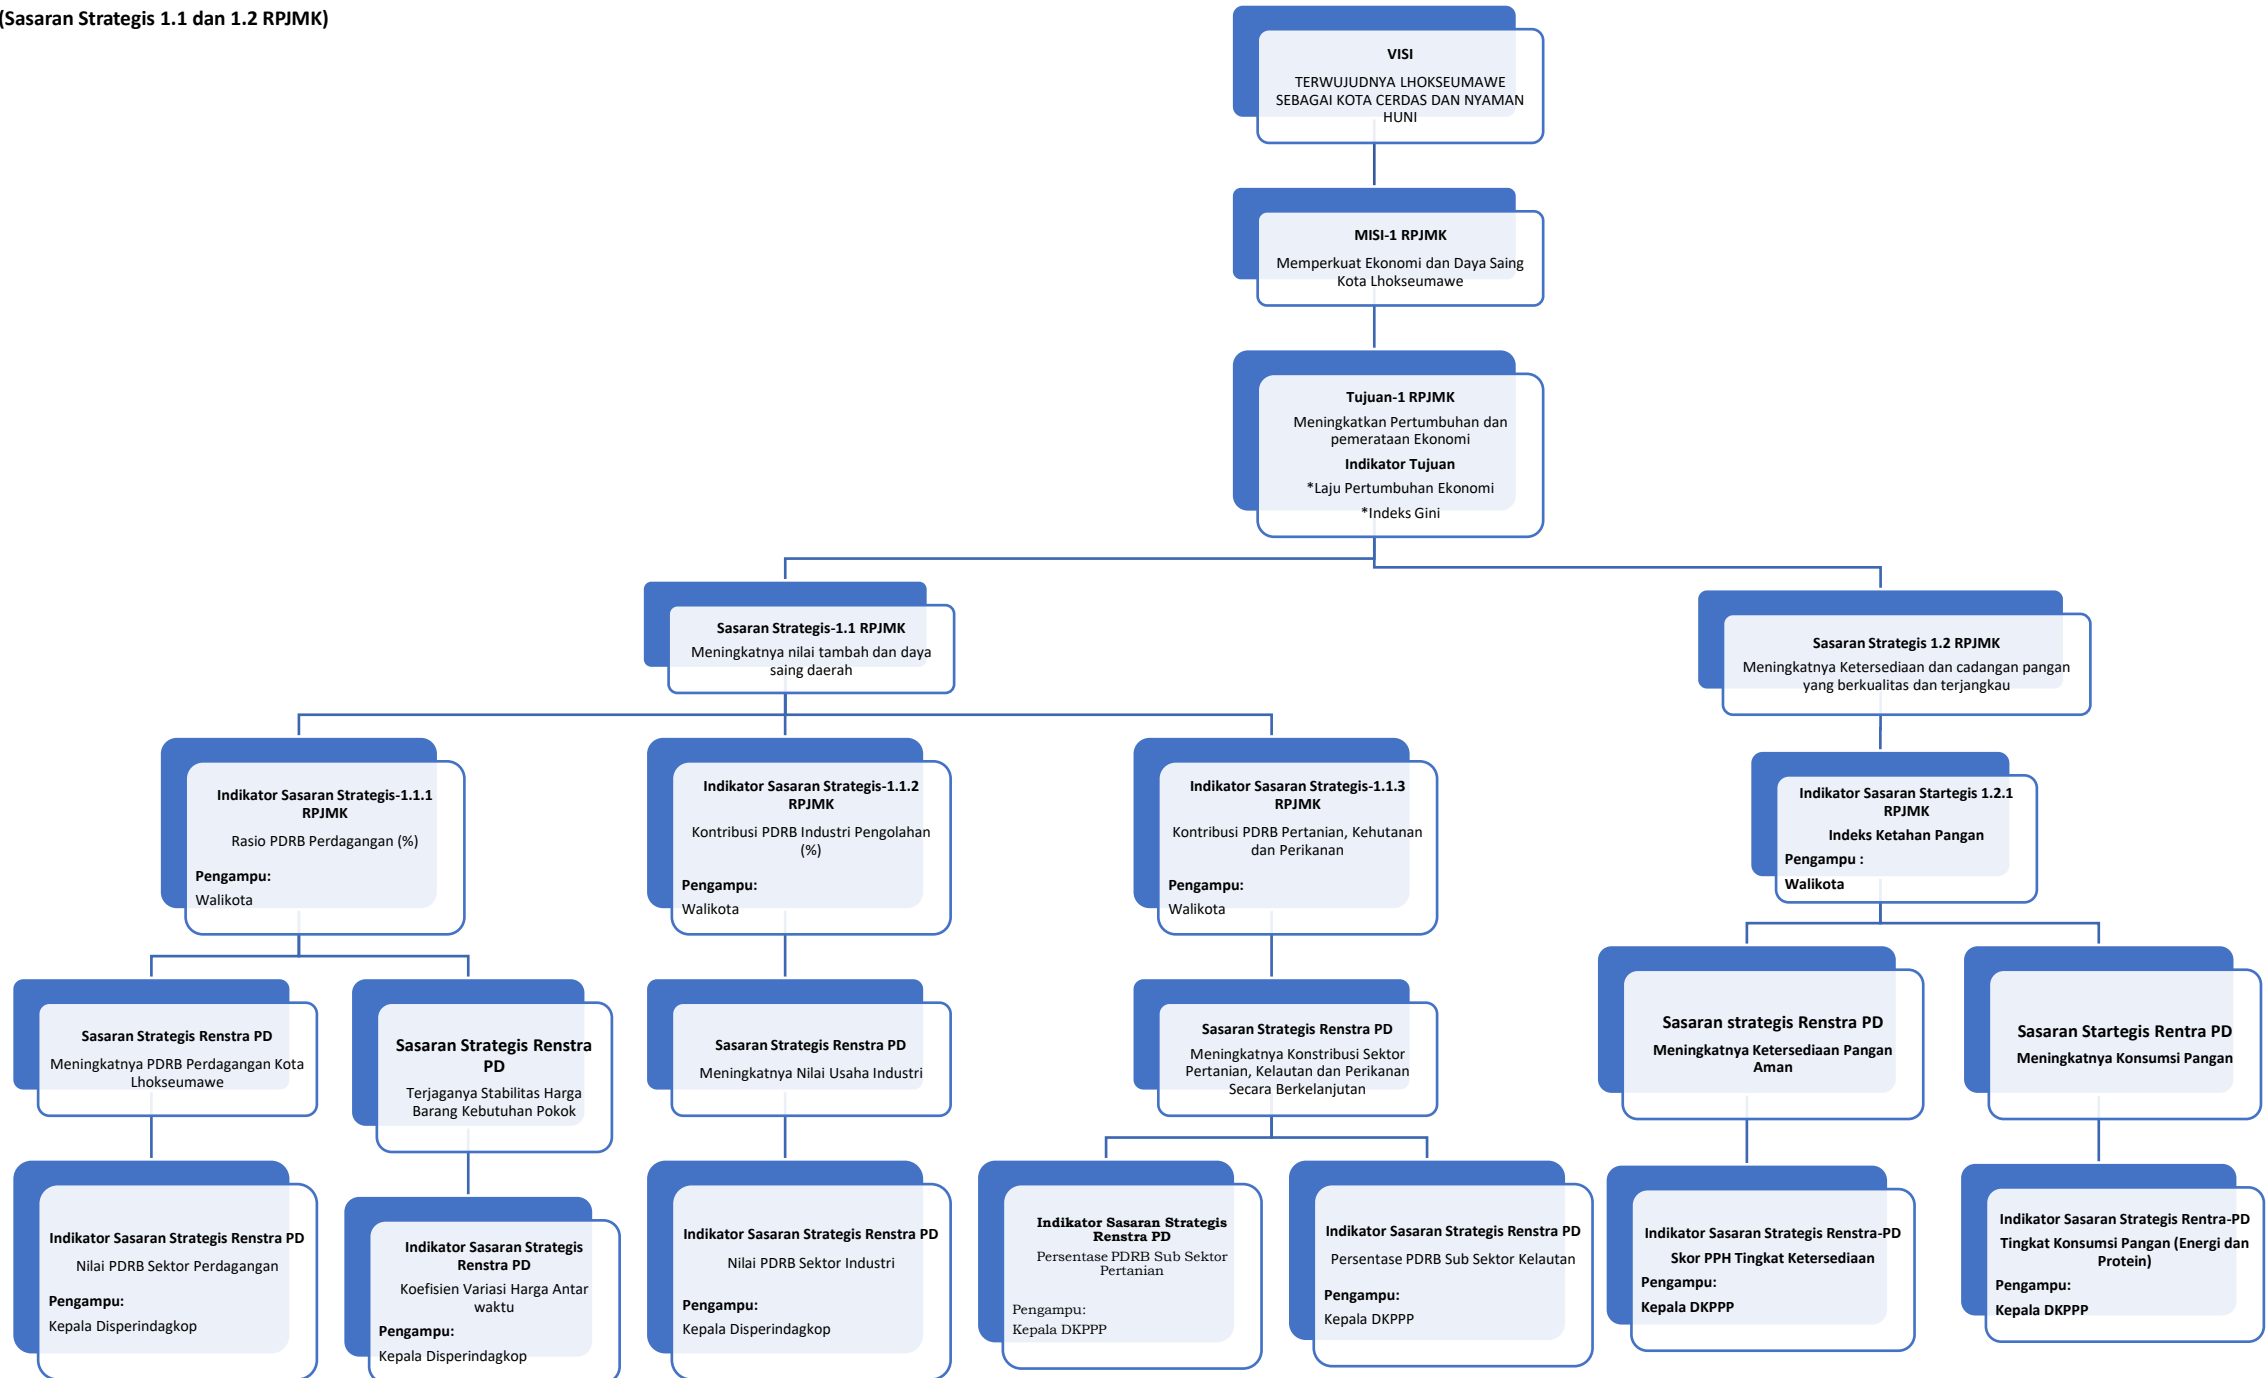 (Sasaran Strategis 1.1 dan 1.2 RPJMK)
VISI
TERWUJUDNYA LHOKSEUMAWE
SEBAGAI KOTA CERDAS DAN NYAMAN
HUNI
MISI-1 RPJMK
Memperkuat Ekonomi dan Daya Saing
Kota Lhokseumawe
Tujuan-1 RPJMK
Meningkatkan Pertumbuhan dan
pemerataan Ekonomi
Indikator Tujuan
*Laju Pertumbuhan Ekonomi
*Indeks Gini
Sasaran Strategis-1.1 RPJMK
Meningkatnya nilai tambah dan daya
saing daerah
Sasaran Strategis 1.2 RPJMK
Meningkatnya Ketersediaan dan cadangan pangan
yang berkualitas dan terjangkau
Indikator Sasaran Strategis-1.1.1
RPJMK
Rasio PDRB Perdagangan (%)
Pengampu:
Walikota
Indikator Sasaran Strategis-1.1.2
RPJMK
Kontribusi PDRB Industri Pengolahan
(%)
Pengampu:
Walikota
Indikator Sasaran Strategis-1.1.3
RPJMK
Kontribusi PDRB Pertanian, Kehutanan
dan Perikanan
Pengampu:
Walikota
Indikator Sasaran Startegis 1.2.1
RPJMK
Indeks Ketahan Pangan
Pengampu :
Walikota
Sasaran Strategis Renstra PD
Meningkatnya PDRB Perdagangan Kota
Lhokseumawe
Sasaran Strategis Renstra
PD
Terjaganya Stabilitas Harga
Barang Kebutuhan Pokok
Sasaran Strategis Renstra PD
Meningkatnya Nilai Usaha Industri
Sasaran Strategis Renstra PD
Meningkatnya Konstribusi Sektor
Pertanian, Kelautan dan Perikanan
Secara Berkelanjutan
Sasaran strategis Renstra PD
Meningkatnya Ketersediaan Pangan
Aman
Sasaran Startegis Rentra PD
Meningkatnya Konsumsi Pangan
Indikator Sasaran Strategis Renstra PD
Nilai PDRB Sektor Perdagangan
Pengampu:
Kepala Disperindagkop
Indikator Sasaran Strategis
Renstra PD
Koefisien Variasi Harga Antar
waktu
Pengampu:
Kepala Disperindagkop
Indikator Sasaran Strategis Renstra PD
Nilai PDRB Sektor Industri
Pengampu:
Kepala Disperindagkop
Indikator Sasaran Strategis
Renstra PD
Persentase PDRB Sub Sektor
Pertanian
Pengampu:
Kepala DKPPP
Indikator Sasaran Strategis Renstra PD
Persentase PDRB Sub Sektor Kelautan
Pengampu:
Kepala DKPPP
Indikator Sasaran Strategis Renstra-PD
Skor PPH Tingkat Ketersediaan
Pengampu:
Kepala DKPPP
Indikator Sasaran Strategis Rentra-PD
Tingkat Konsumsi Pangan (Energi dan
Protein)
Pengampu:
Kepala DKPPP